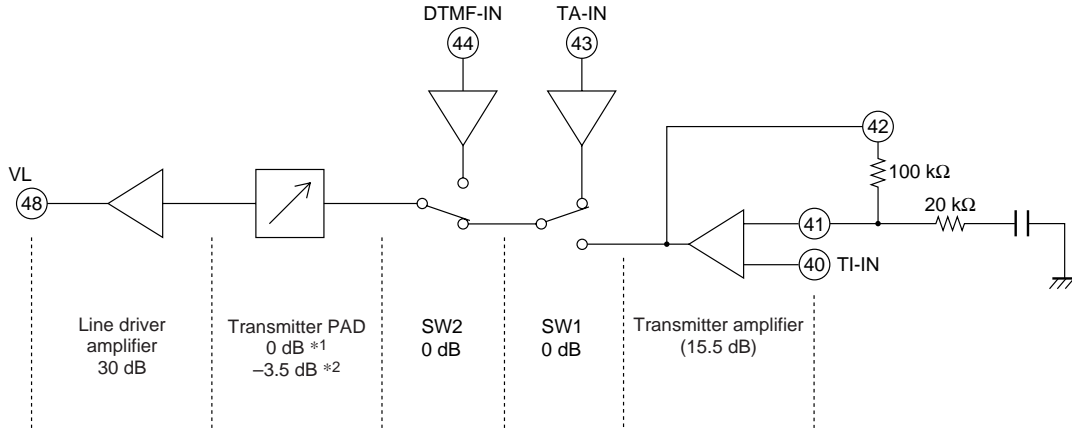 DTMF-IN
TA-IN
44
43
42
100 kΩ
VL
20 kΩ
48
41
40 TI-IN
Line driver
amplifier
30 dB
Transmitter PAD
0 dB *1
–3.5 dB *2
SW2
0 dB
SW1
0 dB
Transmitter amplifier
(15.5 dB)